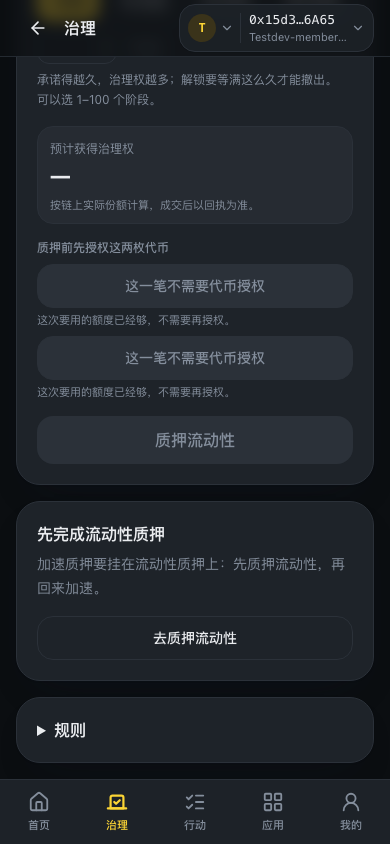 治理
T
0x15d3…6A65
Testdev-member…
承诺得越久，治理权越多；解锁要等满这么久才能撤出。
可以选 1–100 个阶段。
预计获得治理权
—
按链上实际份额计算，成交后以回执为准。
质押前先授权这两枚代币
这一笔不需要代币授权
这次要用的额度已经够，不需要再授权。
这一笔不需要代币授权
这次要用的额度已经够，不需要再授权。
质押流动性
先完成流动性质押
加速质押要挂在流动性质押上：先质押流动性，再
回来加速。
去质押流动性
规则
首页
治理
行动
应用
我的